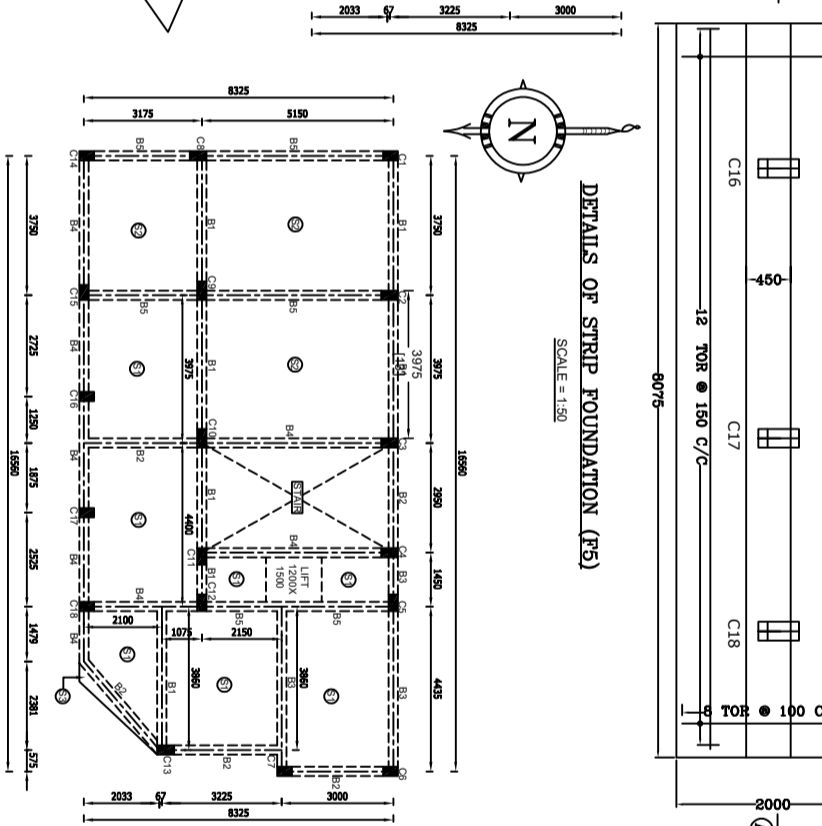 2033 67 3225 3000
8325
8325
3175 5150
N
DETAILS OF STRIP FOUNDATION (F5)
SCALE = 1:50
C14 B5 C8 B5 C1
3750 B4 S2 B1 S2 B1 3750
C15 B5 C9 B5 C2
2725 B4 S1 3975 B1 S2 3975 3975
C16
1250
B2 C10 B4 C3
1875 B4 S1 4400 B1 STAIR B2 2950
C17
2525 B4 C11 B4 C4
B1 S1 LIFT S1 B3 1450
1200X
1500
C18 B4 C12 B5 B5 C5
16560 16560
1479 B4 2100 1075 2150
S1 B1 3860 S1 B3 3860 S1 B3 4435
2381 B2
S3
575 C13 B2 C7 B2 C6
2033 67 3225 3000
8325
C16
450
12 TOR @ 150 C/C
8075
C17
C18
8 TOR @ 100 C
2000